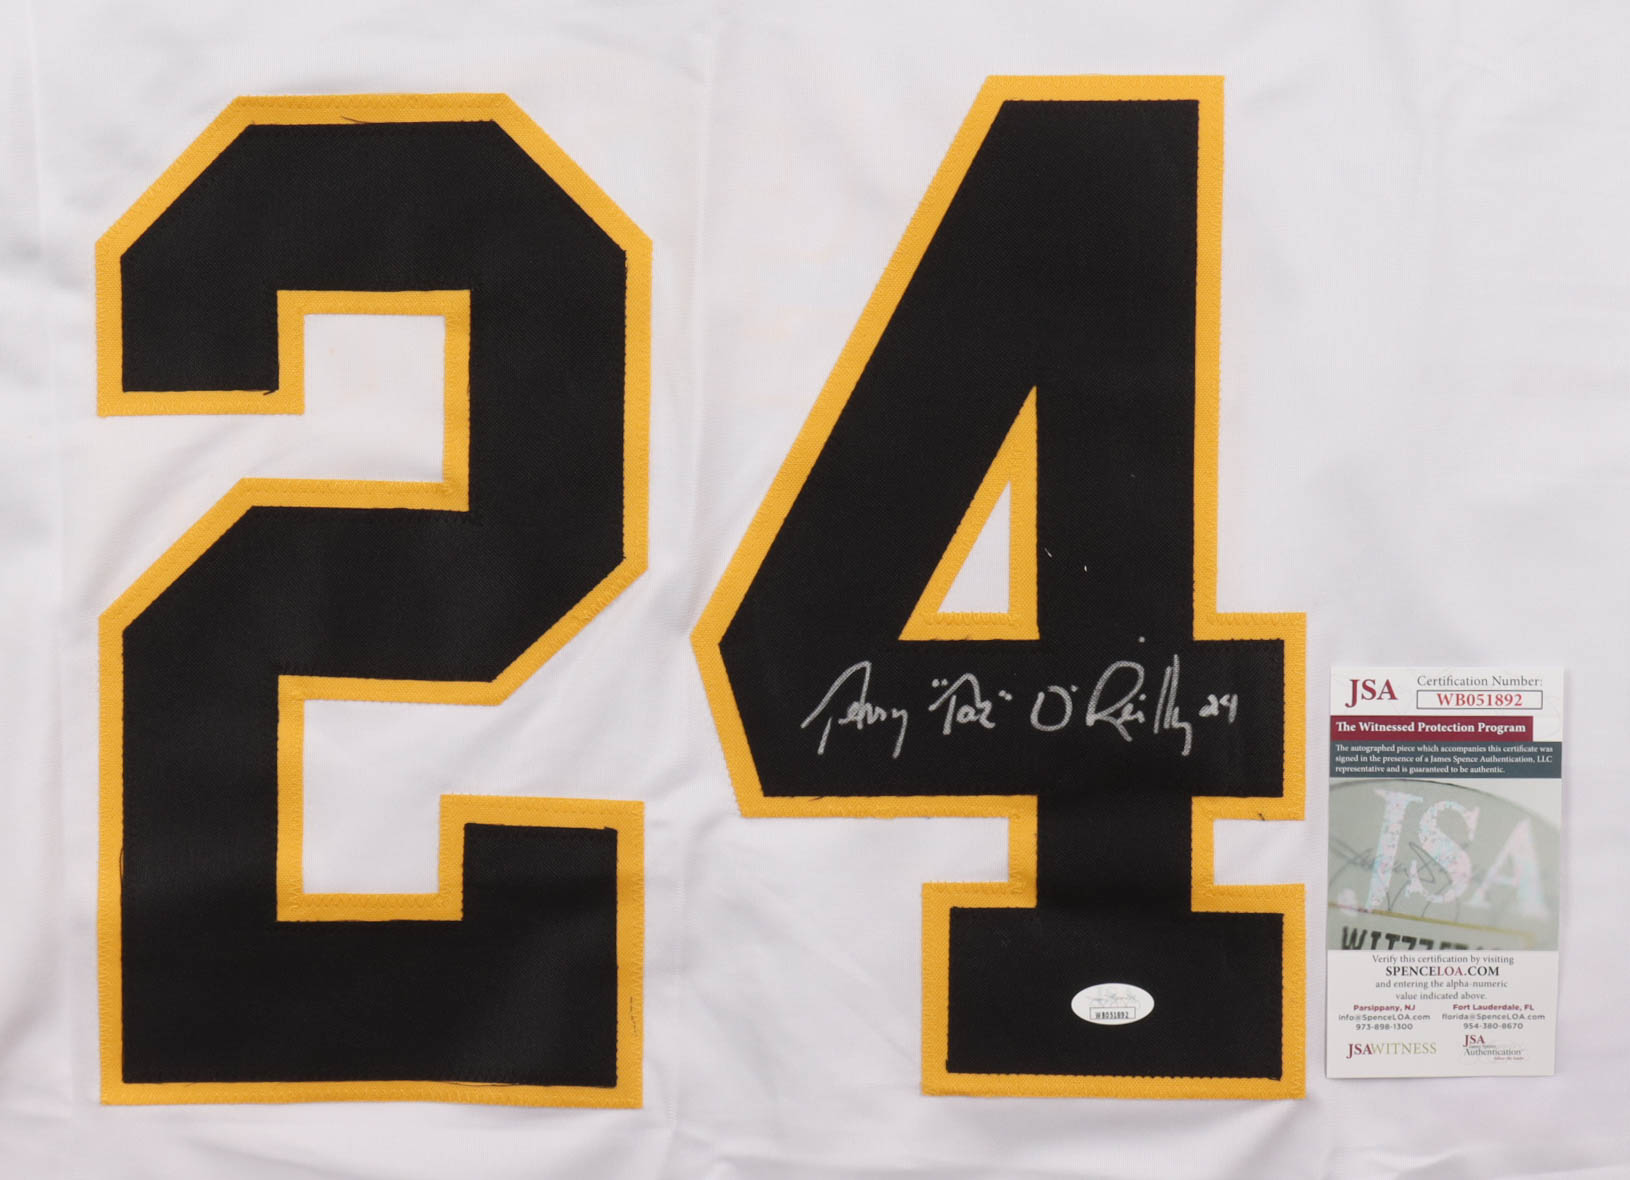 24
Terry "Taz" O'Reilly 24
WB051892
JSA Certification Number:
WB051892
The Witnessed Protection Program
The autographed piece which accompanies this certificate was
signed in the presence of a James Spence Authentication, LLC
representative and is guaranteed to be authentic.
JSA
Verify this certification by visiting
SPENCELOA.COM
and entering the alpha-numeric
value indicated above.
Parsippany, NJ Fort Lauderdale, FL
info@SpenceLOA.com florida@SpenceLOA.com
973-898-1300 954-380-8670
JSAWITNESS JSA
Authentication